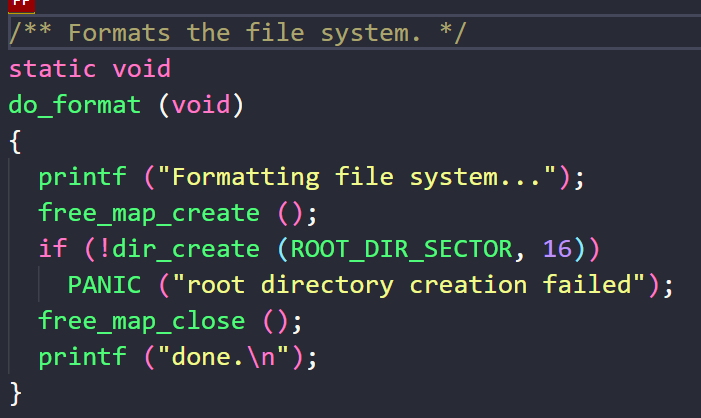 /** Formats the file system. */
static void
do_format (void)
{
  printf ("Formatting file system...");
  free_map_create ();
  if (!dir_create (ROOT_DIR_SECTOR, 16))
    PANIC ("root directory creation failed");
  free_map_close ();
  printf ("done.\n");
}